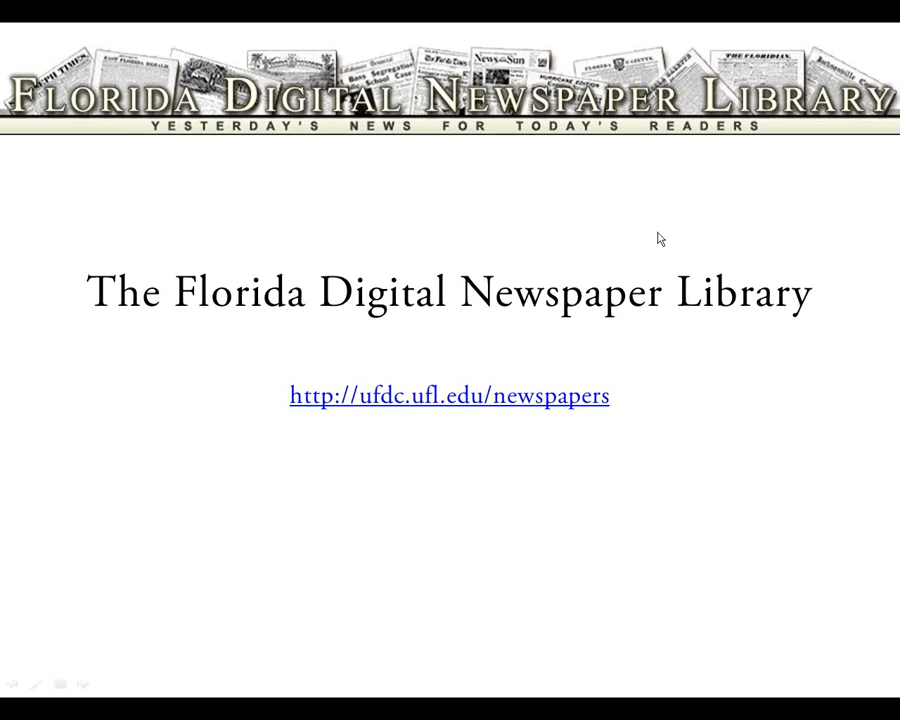 FLORIDA DIGITAL NEWSPAPER LIBRARY
YESTERDAY'S NEWS FOR TODAY'S READERS
The Florida Digital Newspaper Library
http://ufdc.ufl.edu/newspapers